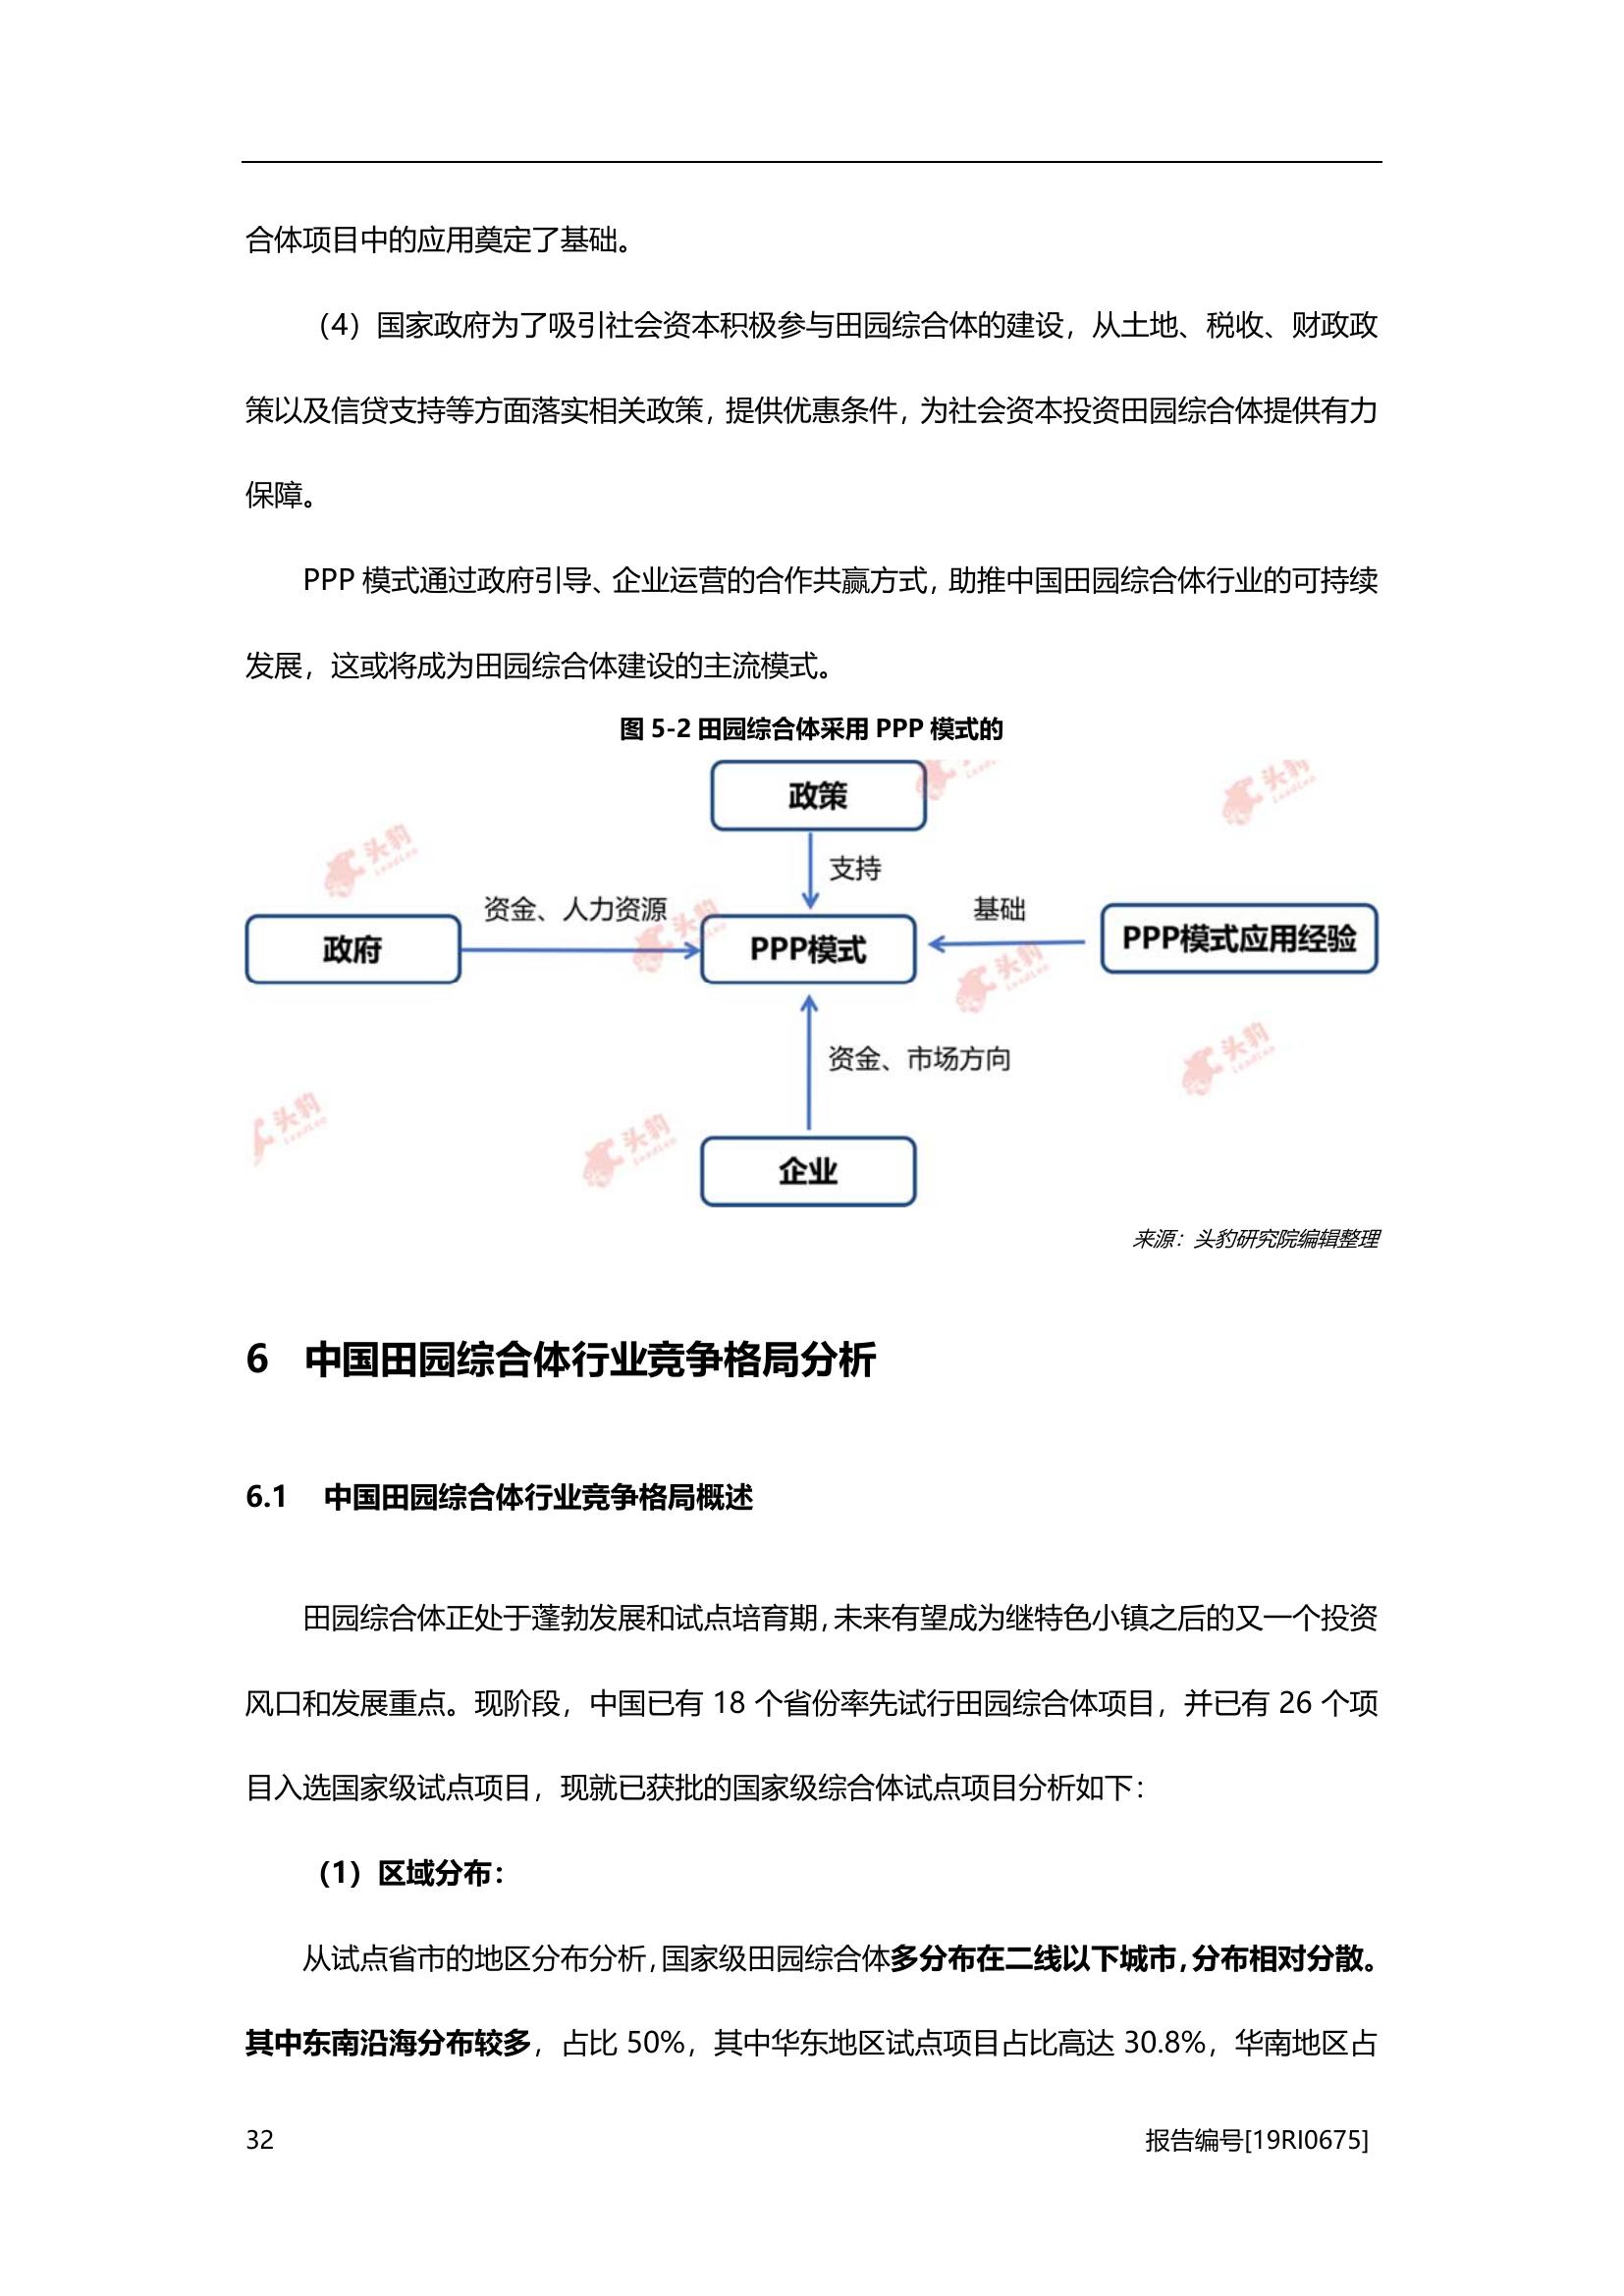 合体项目中的应用奠定了基础。
（4）国家政府为了吸引社会资本积极参与田园综合体的建设，从土地、税收、财政政
策以及信贷支持等方面落实相关政策，提供优惠条件，为社会资本投资田园综合体提供有力
保障。
PPP 模式通过政府引导、企业运营的合作共赢方式，助推中国田园综合体行业的可持续
发展，这或将成为田园综合体建设的主流模式。
图 5-2 田园综合体采用 PPP 模式的
政策
支持
资金、人力资源
基础
政府
PPP模式
PPP模式应用经验
资金、市场方向
企业
头豹
LeadLeo
来源：头豹研究院编辑整理
6 中国田园综合体行业竞争格局分析
6.1 中国田园综合体行业竞争格局概述
田园综合体正处于蓬勃发展和试点培育期，未来有望成为继特色小镇之后的又一个投资
风口和发展重点。现阶段，中国已有 18 个省份率先试行田园综合体项目，并已有 26 个项
目入选国家级试点项目，现就已获批的国家级综合体试点项目分析如下：
（1）区域分布：
从试点省市的地区分布分析，国家级田园综合体多分布在二线以下城市，分布相对分散。
其中东南沿海分布较多，占比 50%，其中华东地区试点项目占比高达 30.8%，华南地区占
32
报告编号[19RI0675]